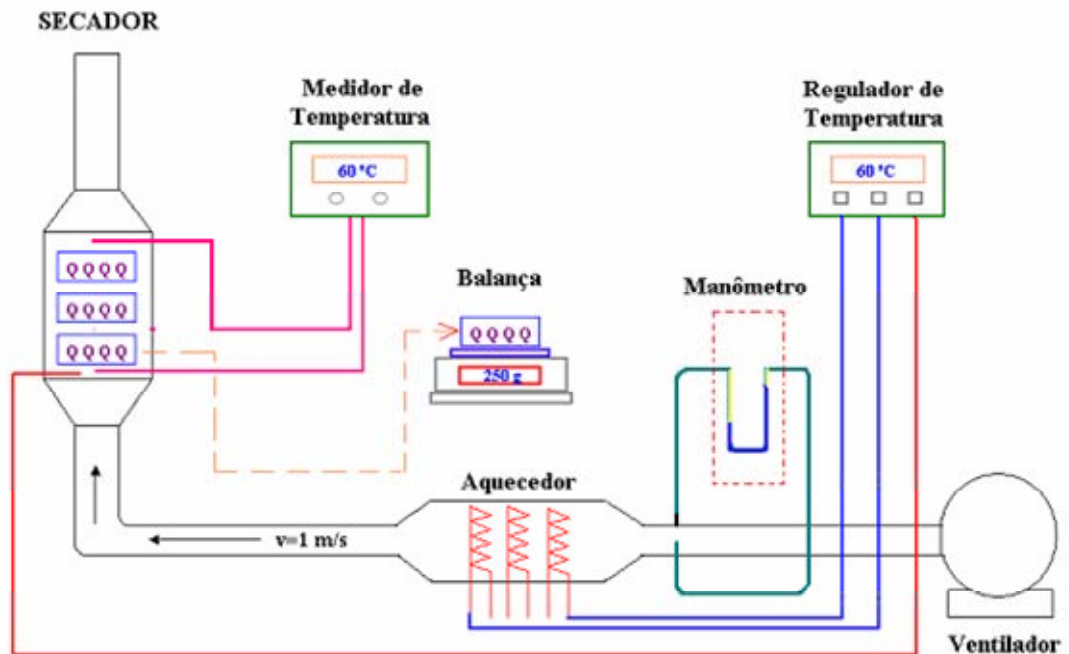 SECADOR
Medidor de
Temperatura
60 °C
Regulador de
Temperatura
60 °C
Q Q Q Q
Q Q Q Q
Q Q Q Q
Balança
Q Q Q Q
250 g
Manômetro
Aquecedor
v=1 m/s
Ventilador